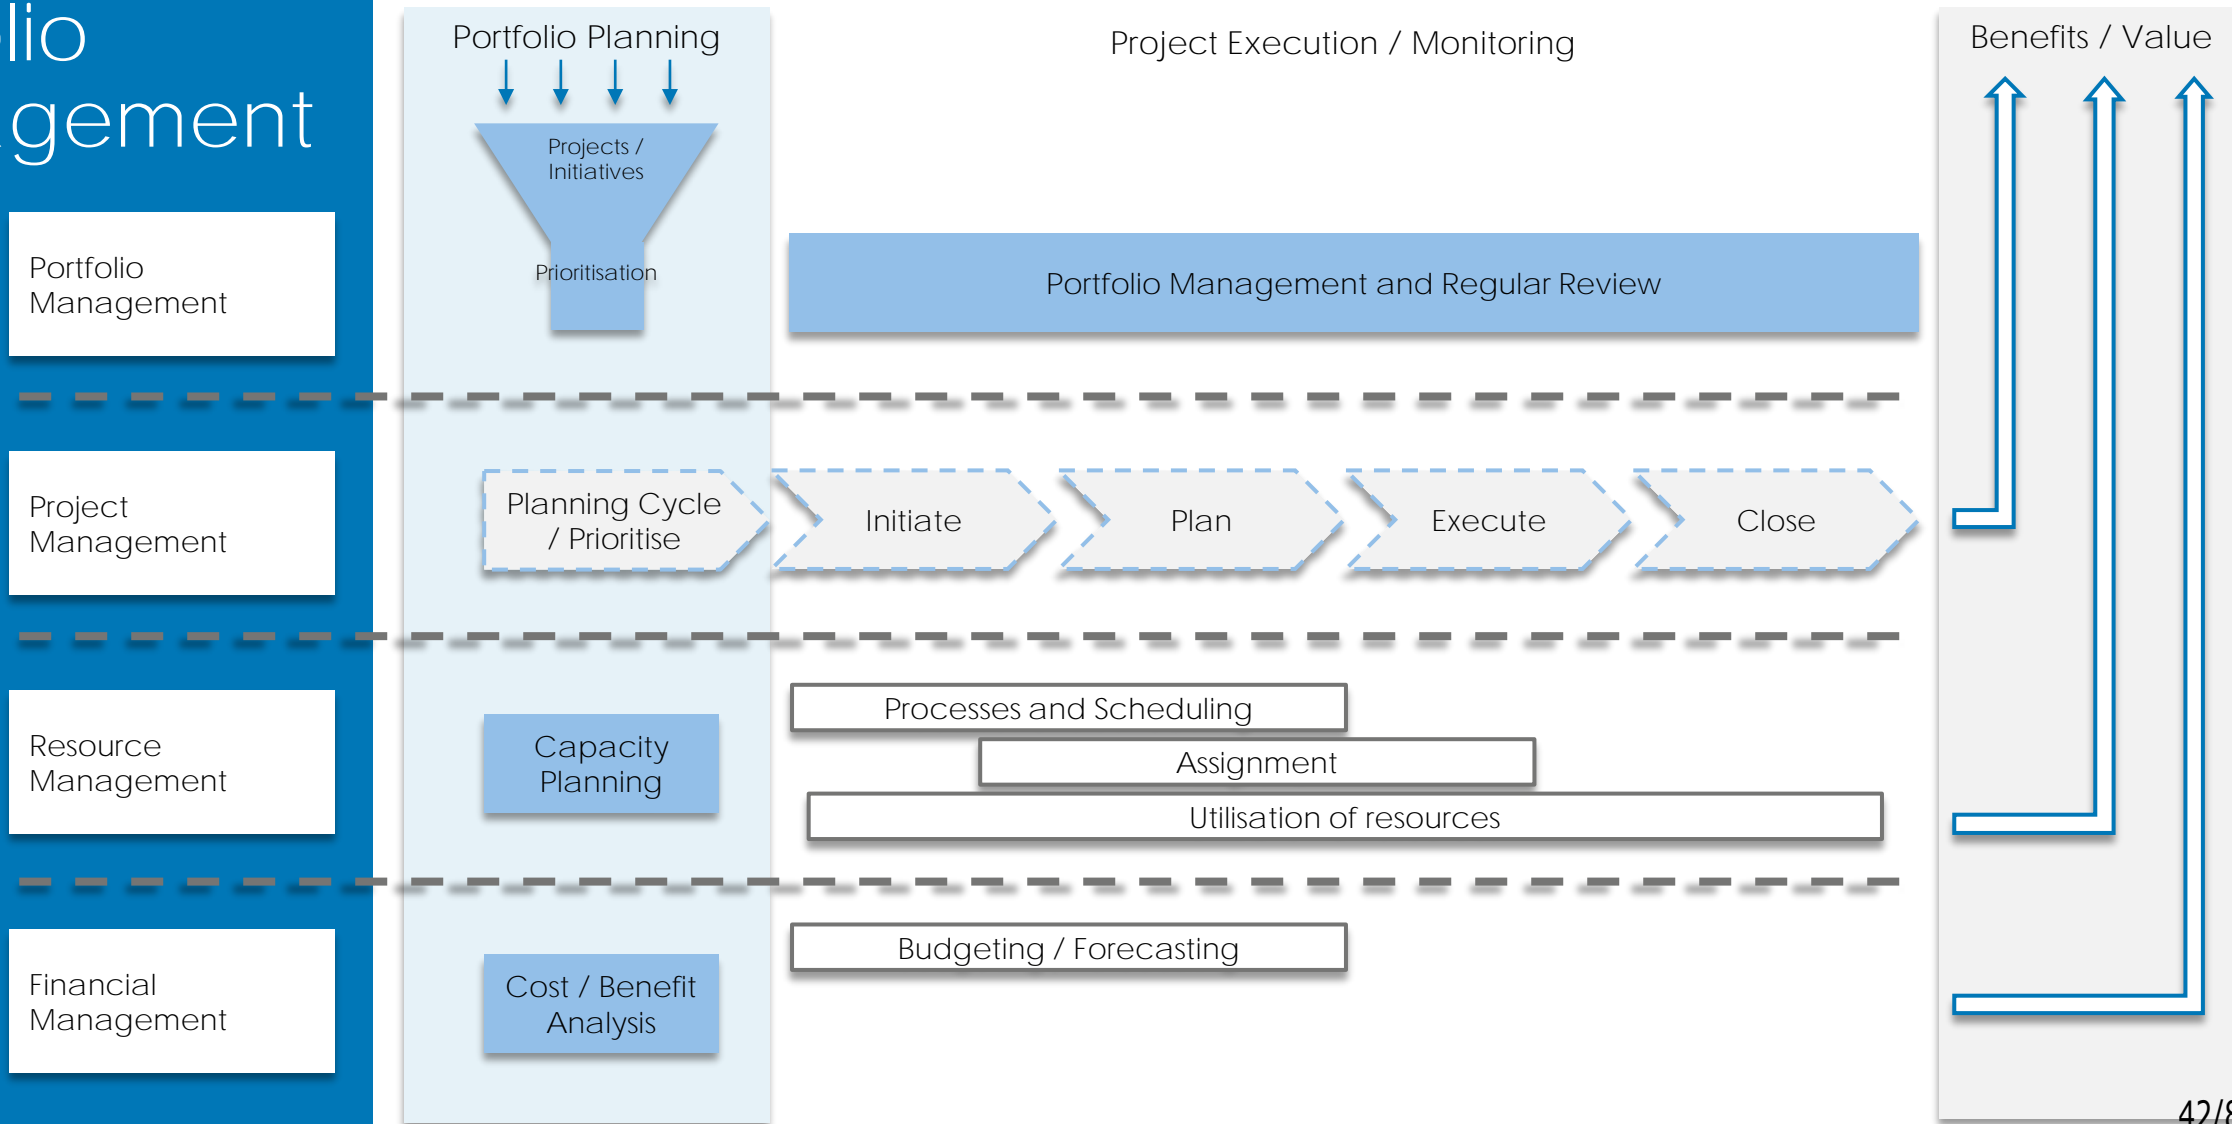 lio
gement
Portfolio Planning
Project Execution / Monitoring
Benefits / Value
Projects /
Initiatives
Prioritisation
Portfolio
Management
Portfolio Management and Regular Review
Project
Management
Planning Cycle
/ Prioritise
Initiate
Plan
Execute
Close
Resource
Management
Capacity
Planning
Processes and Scheduling
Assignment
Utilisation of resources
Financial
Management
Cost / Benefit
Analysis
Budgeting / Forecasting
42/8